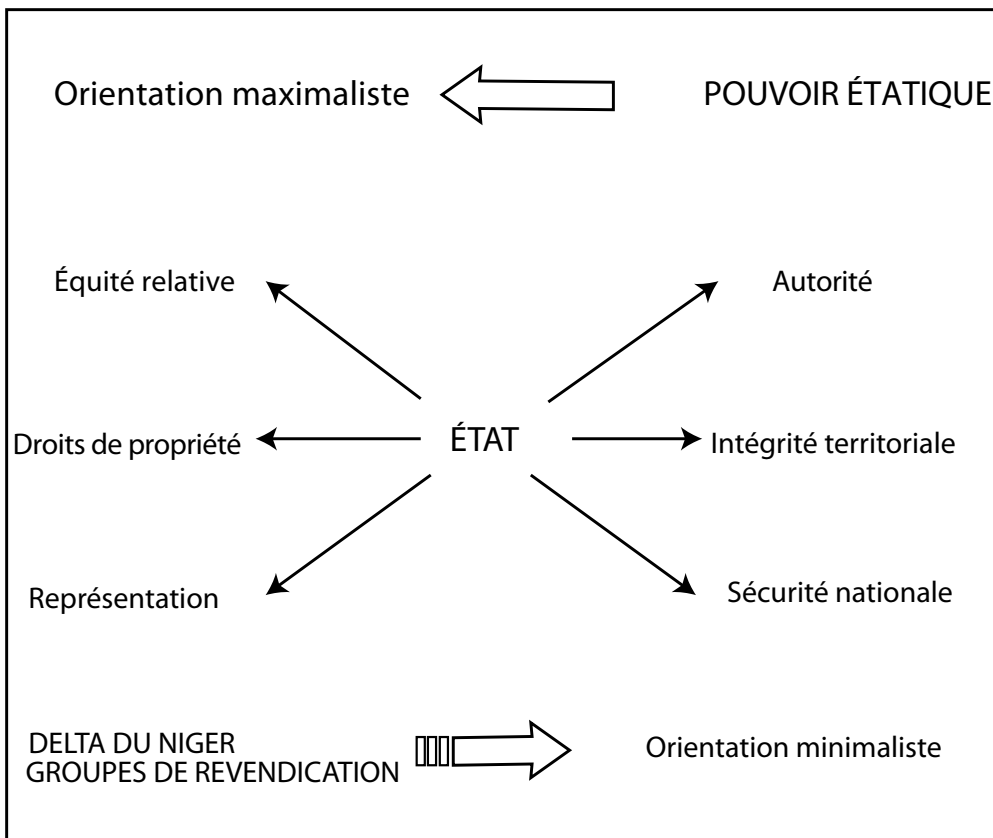 Orientation maximaliste
POUVOIR ÉTATIQUE
Équité relative
Autorité
Droits de propriété
ÉTAT
Intégrité territoriale
Représentation
Sécurité nationale
DELTA DU NIGER
GROUPES DE REVENDICATION
Orientation minimaliste